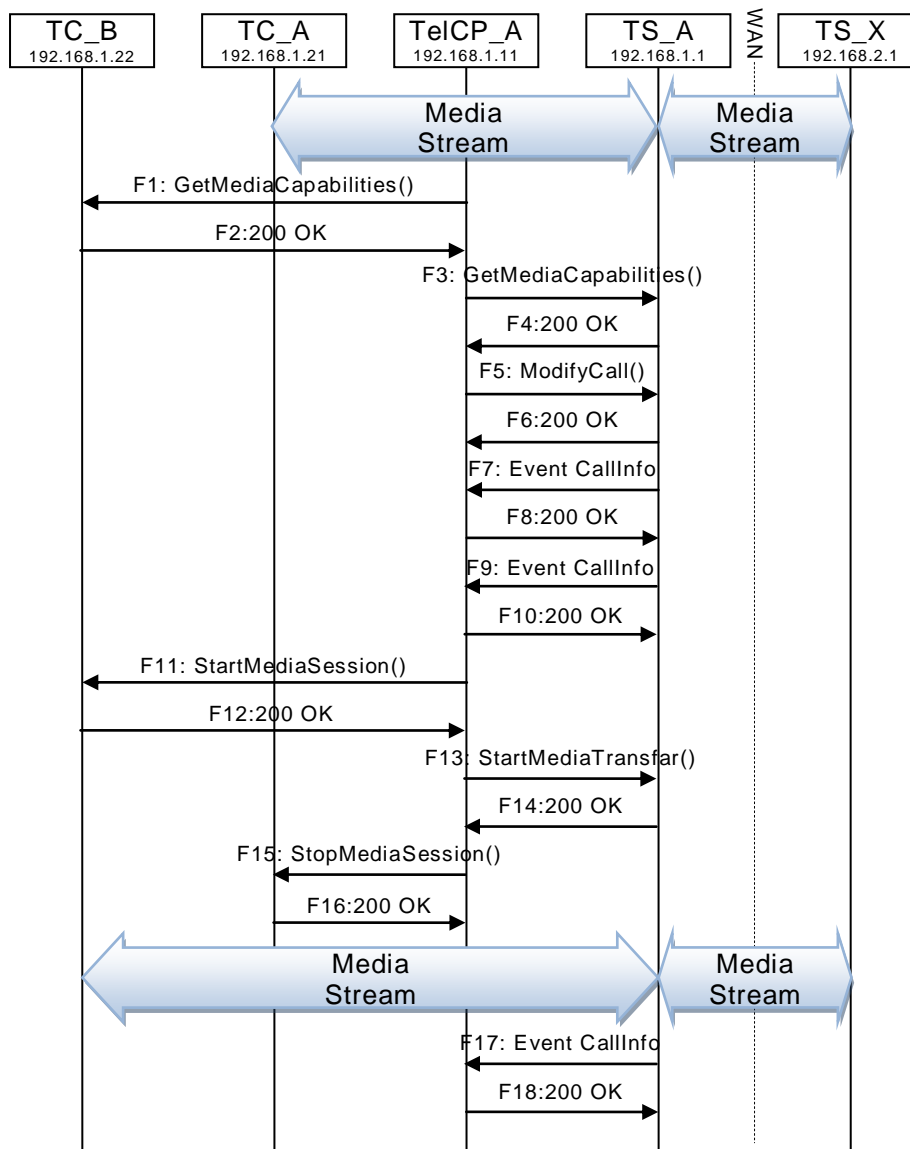 TC_B
192.168.1.22
TC_A
192.168.1.21
TelCP_A
192.168.1.11
TS_A
192.168.1.1
WAN
TS_X
192.168.2.1
Media
Stream
Media
Stream
F1: GetMediaCapabilities()
F2:200 OK
F3: GetMediaCapabilities()
F4:200 OK
F5: ModifyCall()
F6:200 OK
F7: Event CallInfo
F8:200 OK
F9: Event CallInfo
F10:200 OK
F11: StartMediaSession()
F12:200 OK
F13: StartMediaTransfar()
F14:200 OK
F15: StopMediaSession()
F16:200 OK
Media
Stream
Media
Stream
F17: Event CallInfo
F18:200 OK